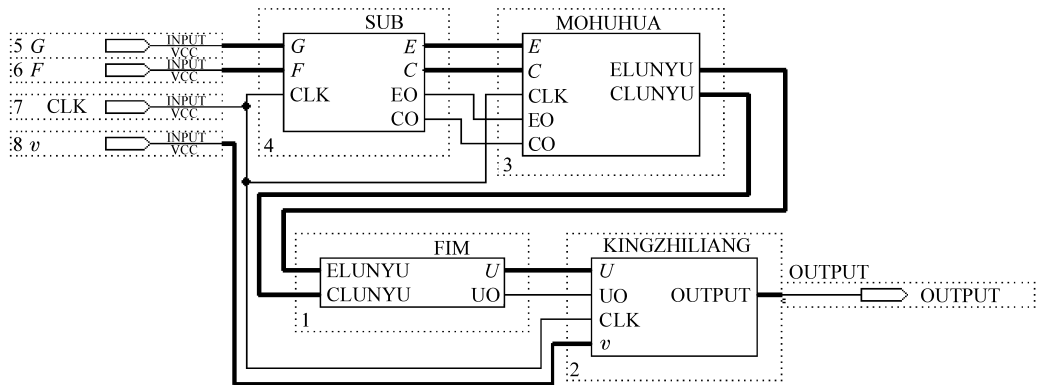 SUB
MOHUHUA
5 G
INPUT
VCC
G
E
E
6 F
INPUT
VCC
F
C
C
ELUNYU
7 CLK
INPUT
VCC
CLK
EO
CLK
CLUNYU
CO
EO
8 v
INPUT
VCC
4
CO
3
FIM
KINGZHILIANG
ELUNYU
U
U
OUTPUT
CLUNYU
UO
UO
OUTPUT
OUTPUT
1
CLK
v
2